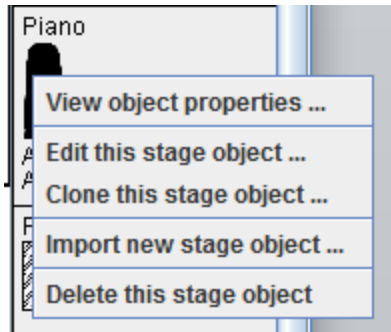 Piano
View object properties ...
Edit this stage object ...
Clone this stage object ...
Import new stage object ...
Delete this stage object